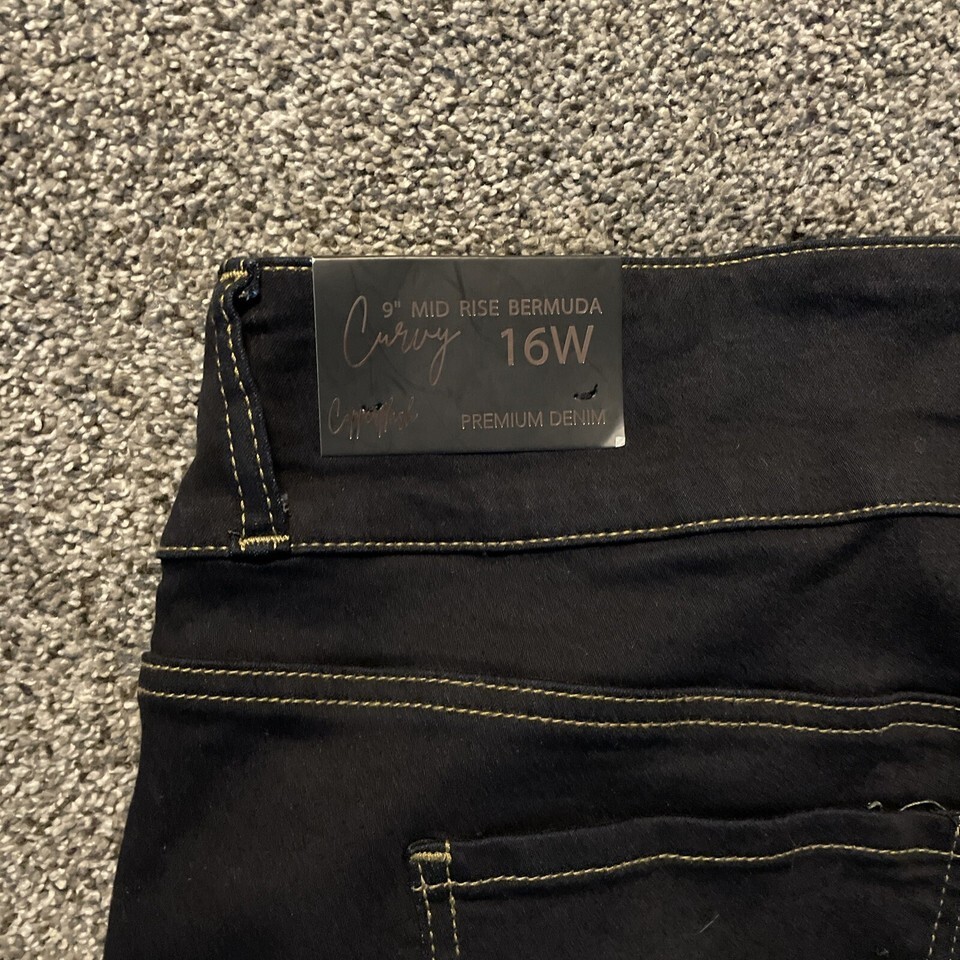 9" MID RISE BERMUDA
Curvy 16W
PREMIUM DENIM